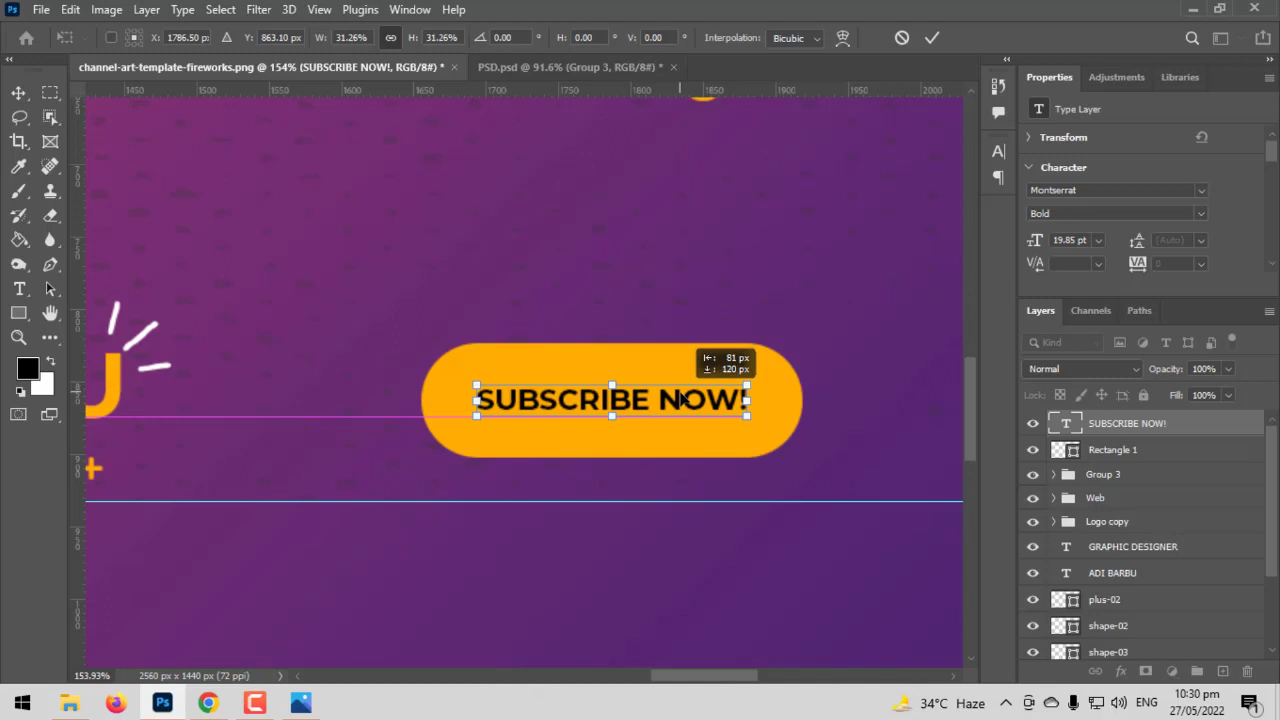 Ps File Edit Image Layer Type Select Filter 3D View Plugins Window Help
X: 1786.50 px Y: 863.10 px W: 31.26% H: 31.26% 0.00 ° H: 0.00 ° V: 0.00 ° Interpolation: Bicubic
channel-art-template-fireworks.png @ 154% (SUBSCRIBE NOW!, RGB/8#) * × PSD.psd @ 91.6% (Group 3, RGB/8#) * ×
1450 1500 1550 1600 1650 1700 1750 1800 1850 1900 1950 2000
Properties Adjustments Libraries
T Type Layer
Transform
Character
Montserrat
Bold
19.85 pt (Auto)
V/A VA 0
81 px
120 px
SUBSCRIBE NOW!
U
+
Layers Channels Paths
Kind
Normal Opacity: 100%
Lock: Fill: 100%
T SUBSCRIBE NOW!
Rectangle 1
Group 3
Web
Logo copy
T GRAPHIC DESIGNER
T ADI BARBU
plus-02
shape-02
shape-03
153.93% 2560 px x 1440 px (72 ppi)
Ps 34°C Haze ENG 10:30 pm
27/05/2022